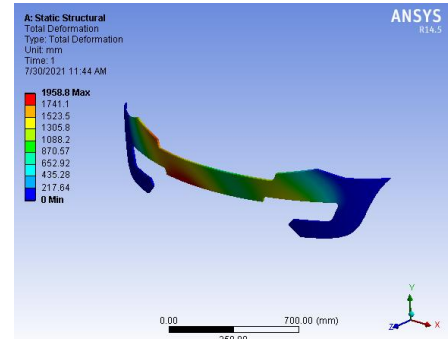 A: Static Structural
Total Deformation
Type: Total Deformation
Unit: mm
Time: 1
7/30/2021 11:44 AM
ANSYS
R14.5
1958.8 Max
1741.1
1523.5
1305.8
1088.2
870.57
652.92
435.28
217.64
0 Min
0.00 700.00 (mm)
350.00
Y
Z X